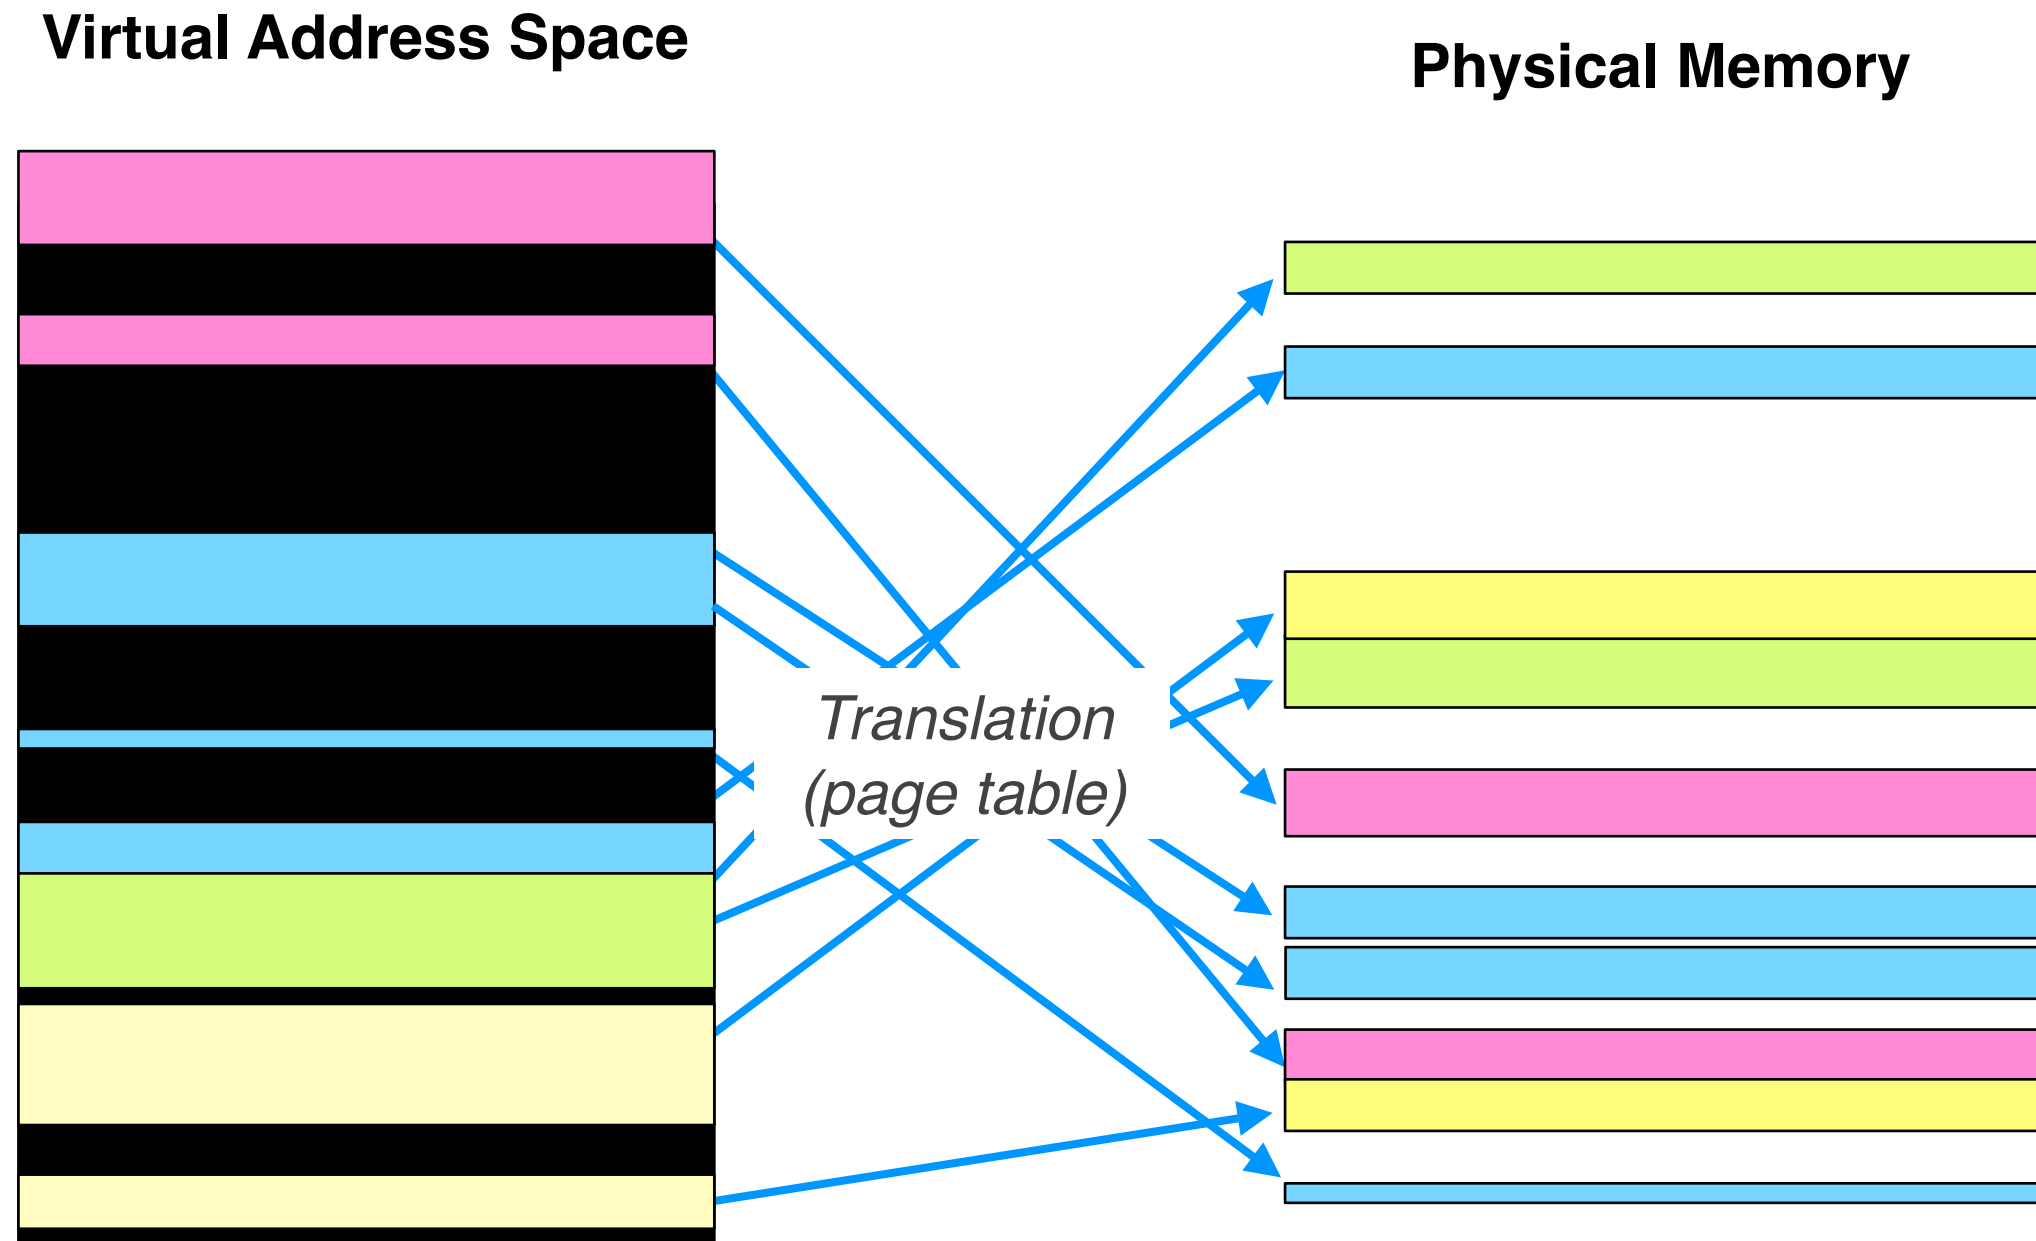 Virtual Address Space
Physical Memory
Translation
(page table)